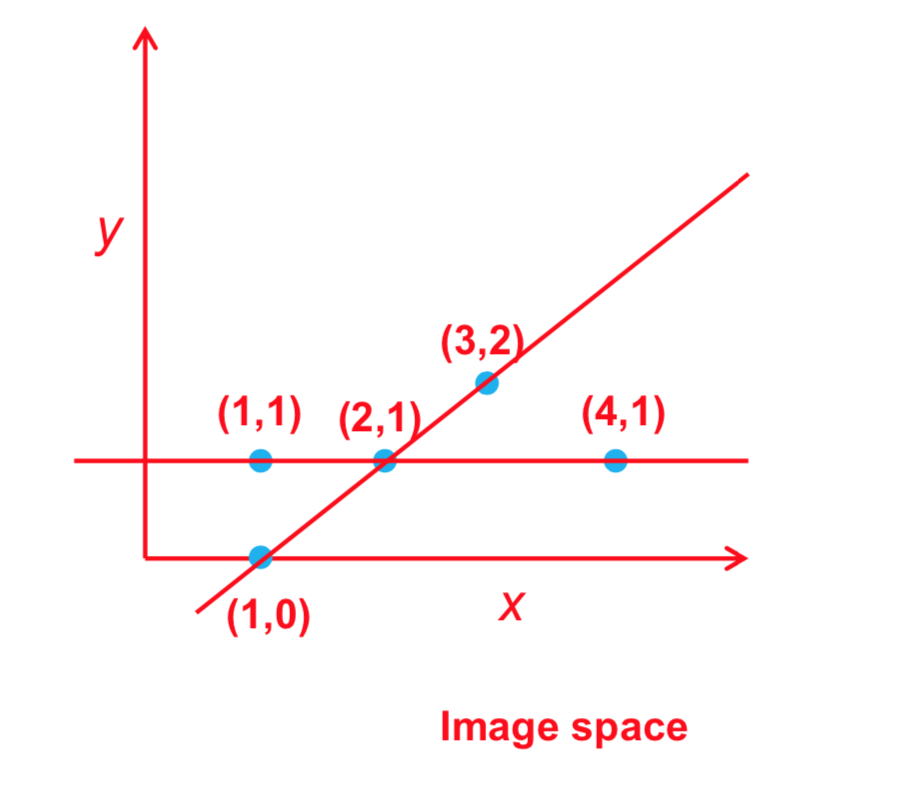 y
(3,2)
(1,1) (2,1) (4,1)
(1,0)
x
Image space